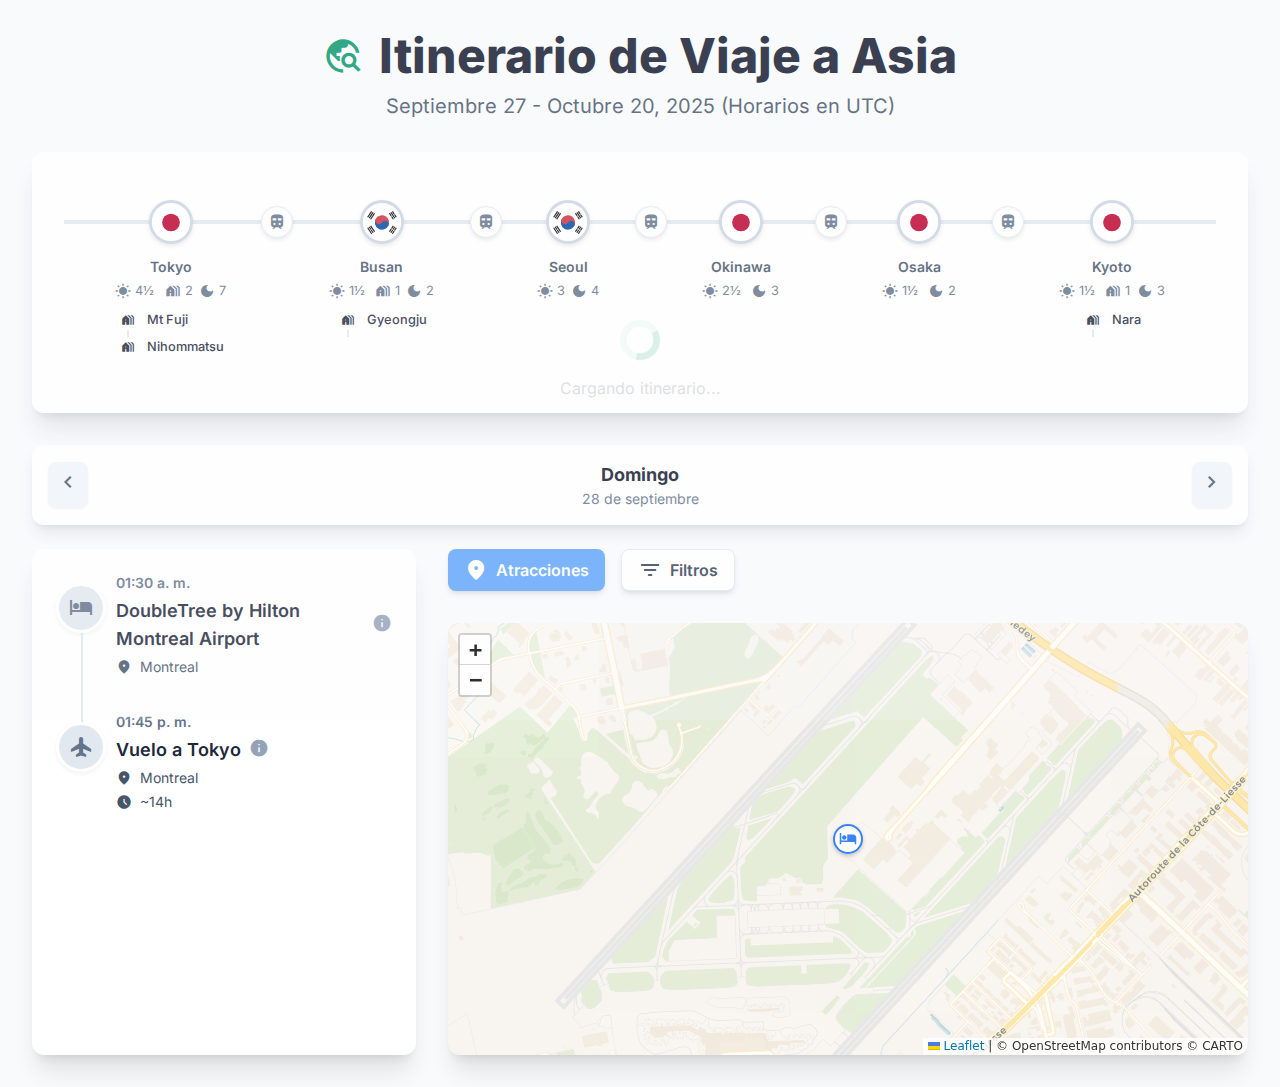 Itinerario de Viaje a Asia
Septiembre 27 - Octubre 20, 2025 (Horarios en UTC)
Tokyo
4½ 2 7
Mt Fuji
Nihommatsu
Busan
1½ 1 2
Gyeongju
Seoul
3 4
Okinawa
2½ 3
Osaka
1½ 2
Kyoto
1½ 1 3
Nara
Cargando itinerario...
Domingo
28 de septiembre
01:30 a. m.
DoubleTree by Hilton
Montreal Airport
Montreal
01:45 p. m.
Vuelo a Tokyo
Montreal
~14h
Atracciones
Filtros
+
−
Autoroute de la Côte-de-Liesse
Leaflet | © OpenStreetMap contributors © CARTO